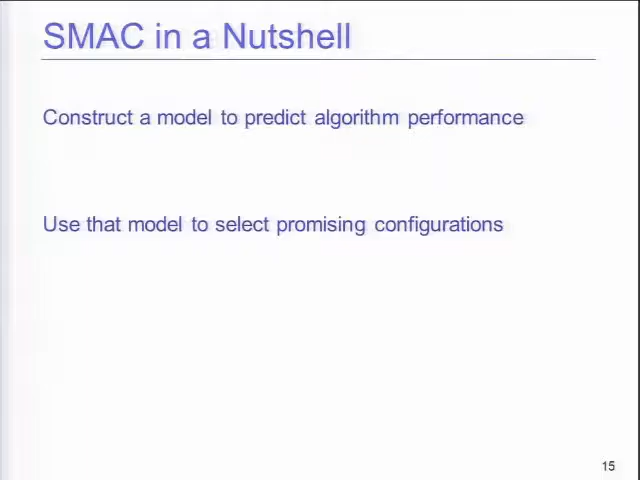 SMAC in a Nutshell
Construct a model to predict algorithm performance
Use that model to select promising configurations
15